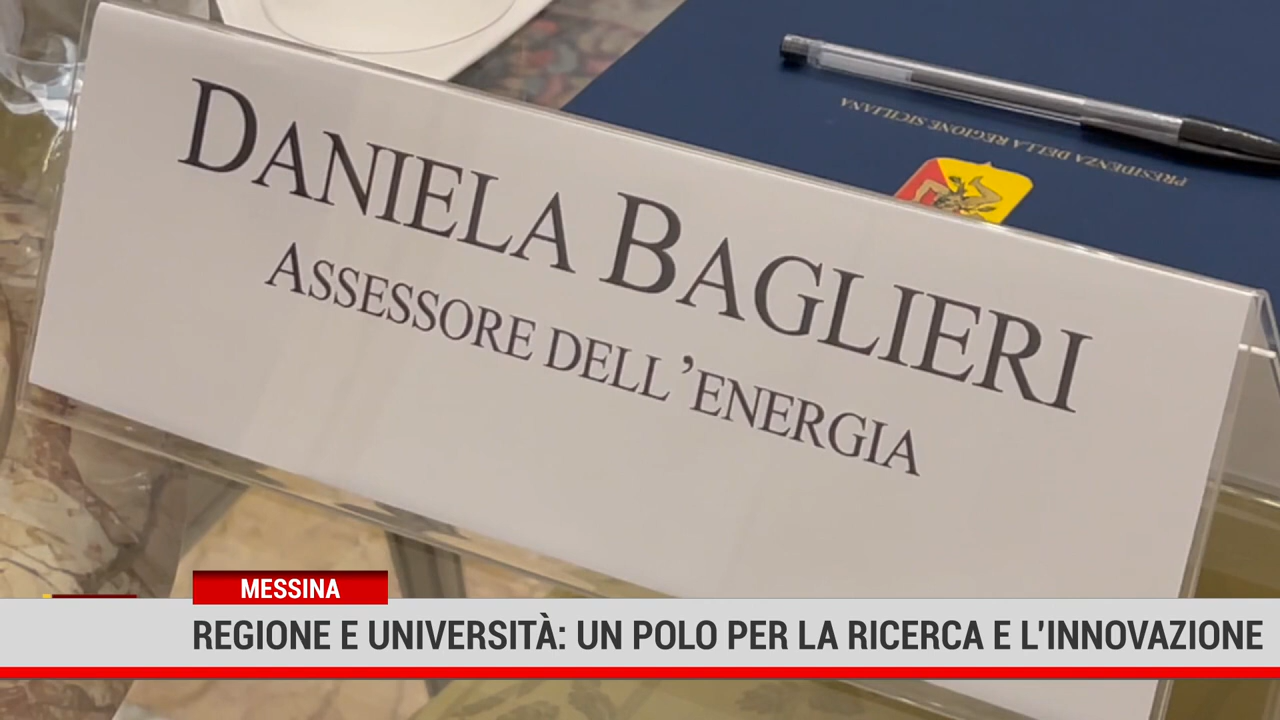 PRESIDENZA DELLA REGIONE SICILIANA
DANIELA BAGLIERI
ASSESSORE DELL'ENERGIA
MESSINA
REGIONE E UNIVERSITÀ: UN POLO PER LA RICERCA E L'INNOVAZIONE